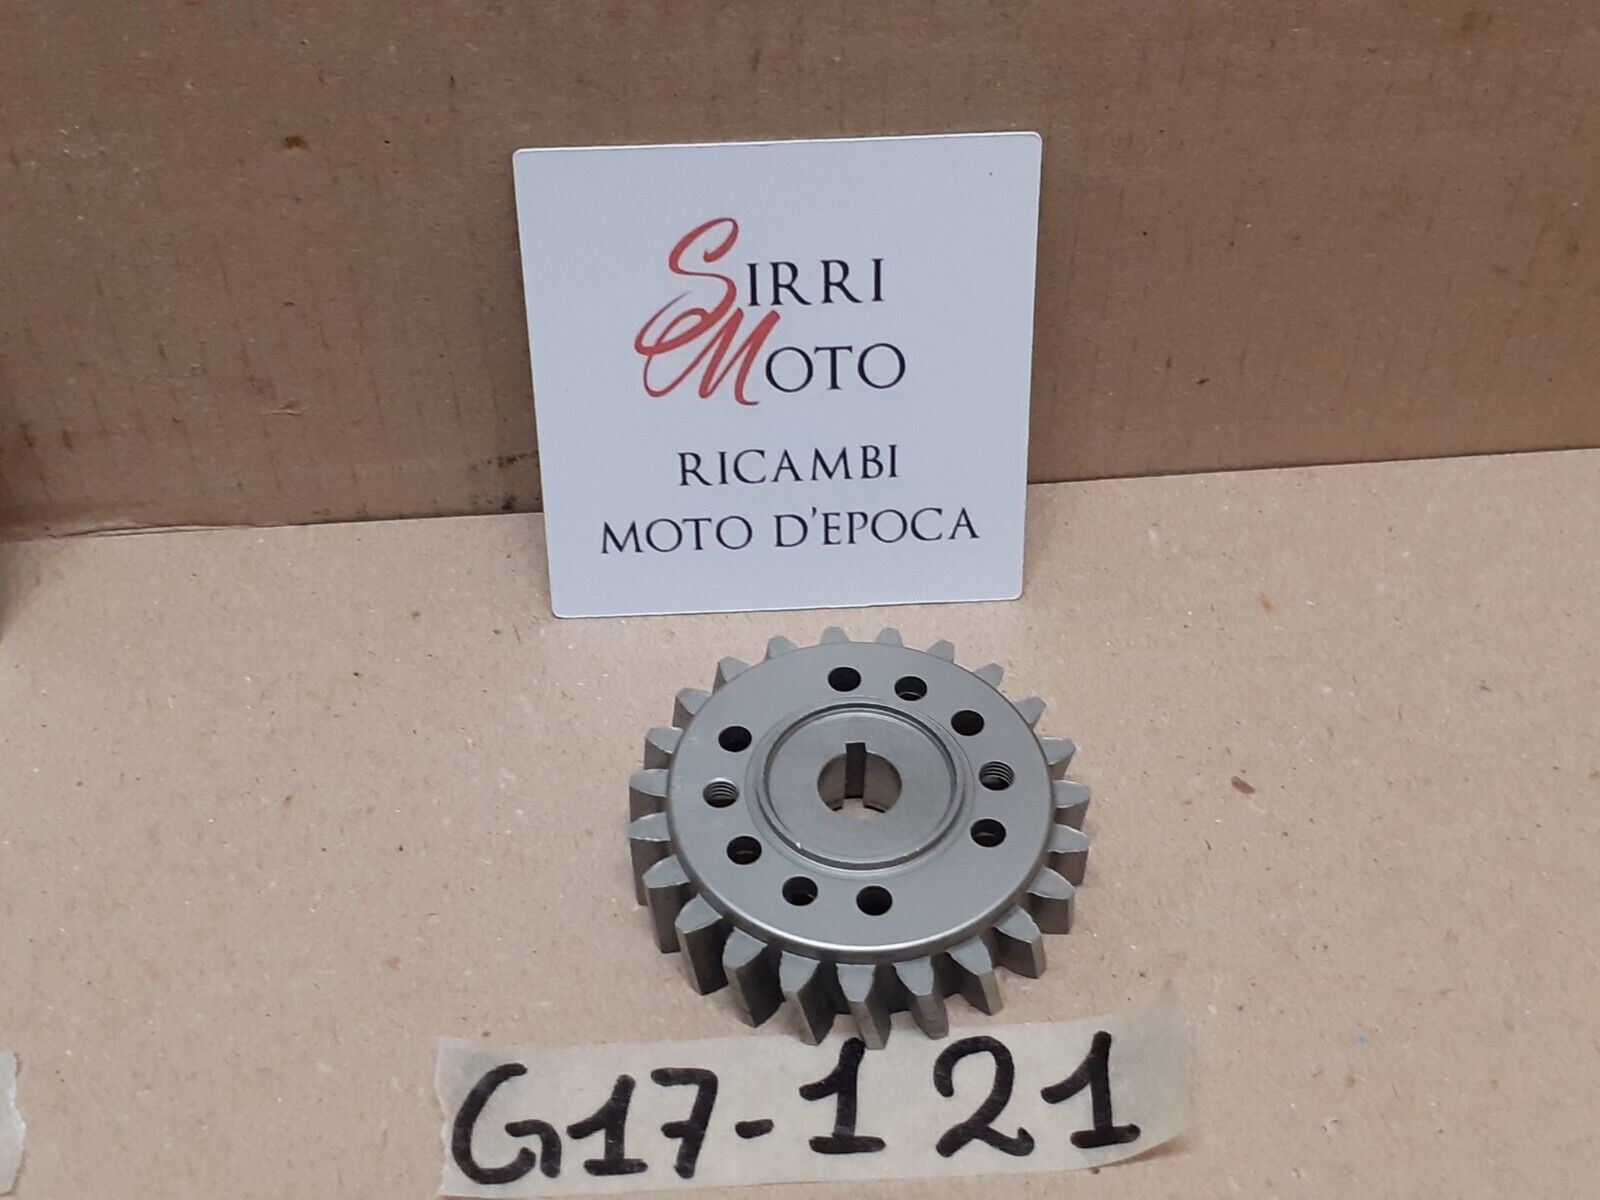 SIRRI
MOTO
RICAMBI
MOTO D'EPOCA
G17-121